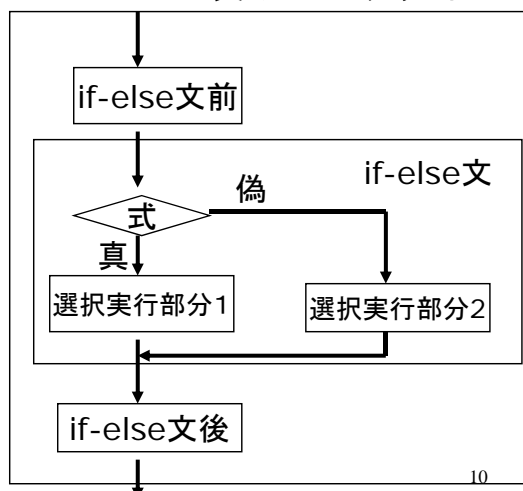 if-else文前
if-else文
偽
式
真
選択実行部分1
選択実行部分2
if-else文後
10